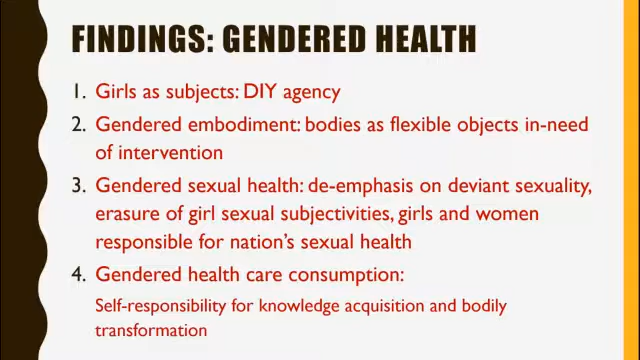 FINDINGS: GENDERED HEALTH
1. Girls as subjects: DIY agency
2. Gendered embodiment: bodies as flexible objects in-need
of intervention
3. Gendered sexual health: de-emphasis on deviant sexuality,
erasure of girl sexual subjectivities, girls and women
responsible for nation's sexual health
4. Gendered health care consumption:
Self-responsibility for knowledge acquisition and bodily
transformation